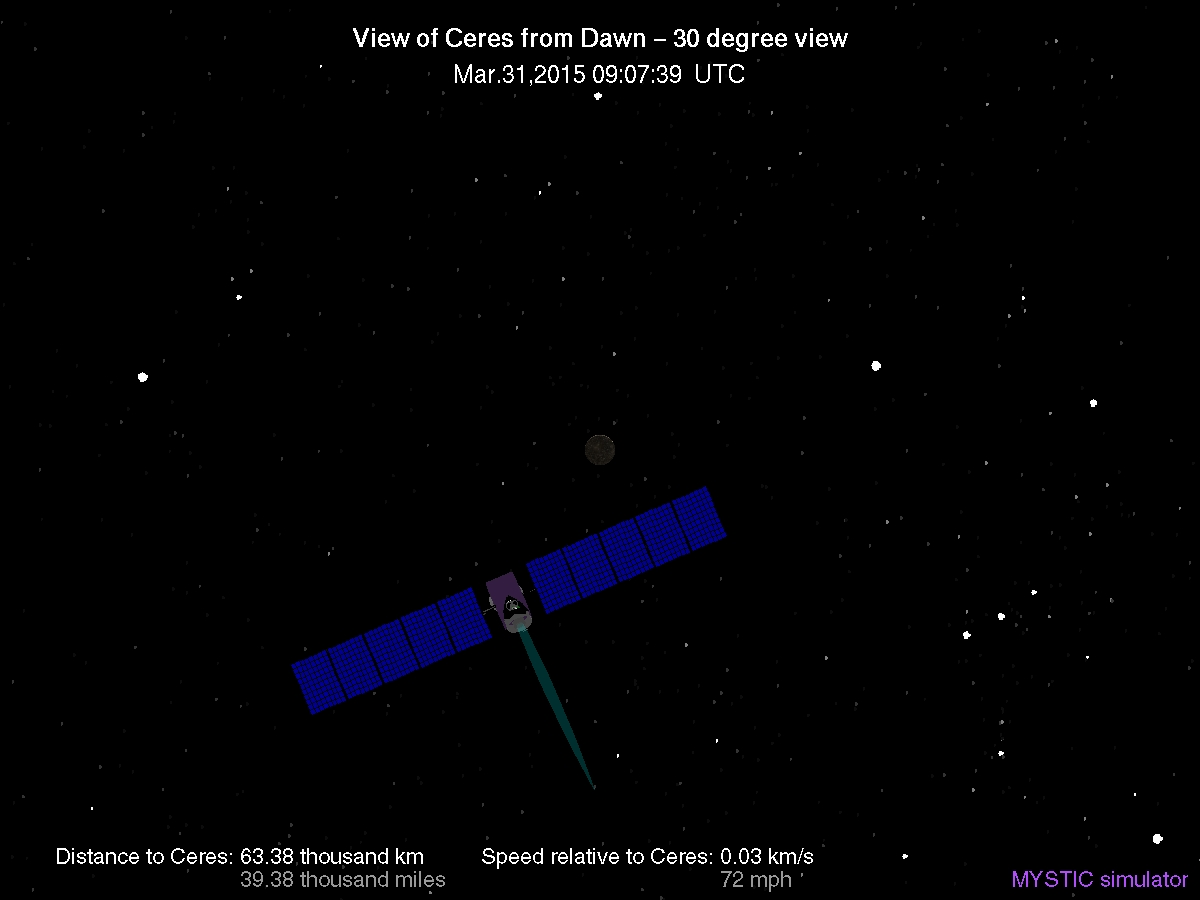 View of Ceres from Dawn – 30 degree view
Mar.31,2015 09:07:39 UTC
Distance to Ceres: 63.38 thousand km
39.38 thousand miles
Speed relative to Ceres: 0.03 km/s
72 mph
MYSTIC simulator